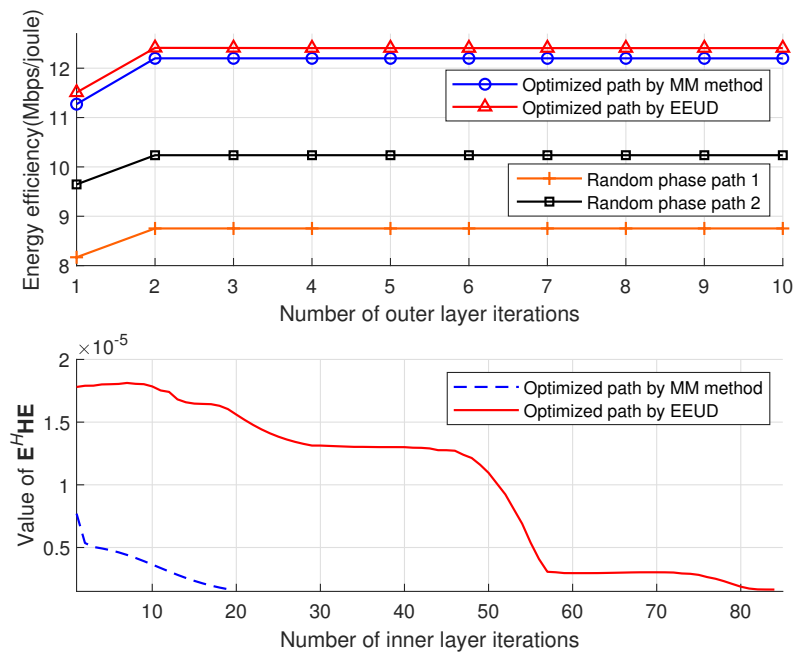 Energy efficiency(Mbps/joule)
12
11
10
9
8
Optimized path by MM method
Optimized path by EEUD
Random phase path 1
Random phase path 2
1 2 3 4 5 6 7 8 9 10
Number of outer layer iterations
×10⁻⁵
Value of EᴴHE
2
1.5
1
0.5
Optimized path by MM method
Optimized path by EEUD
10 20 30 40 50 60 70 80
Number of inner layer iterations